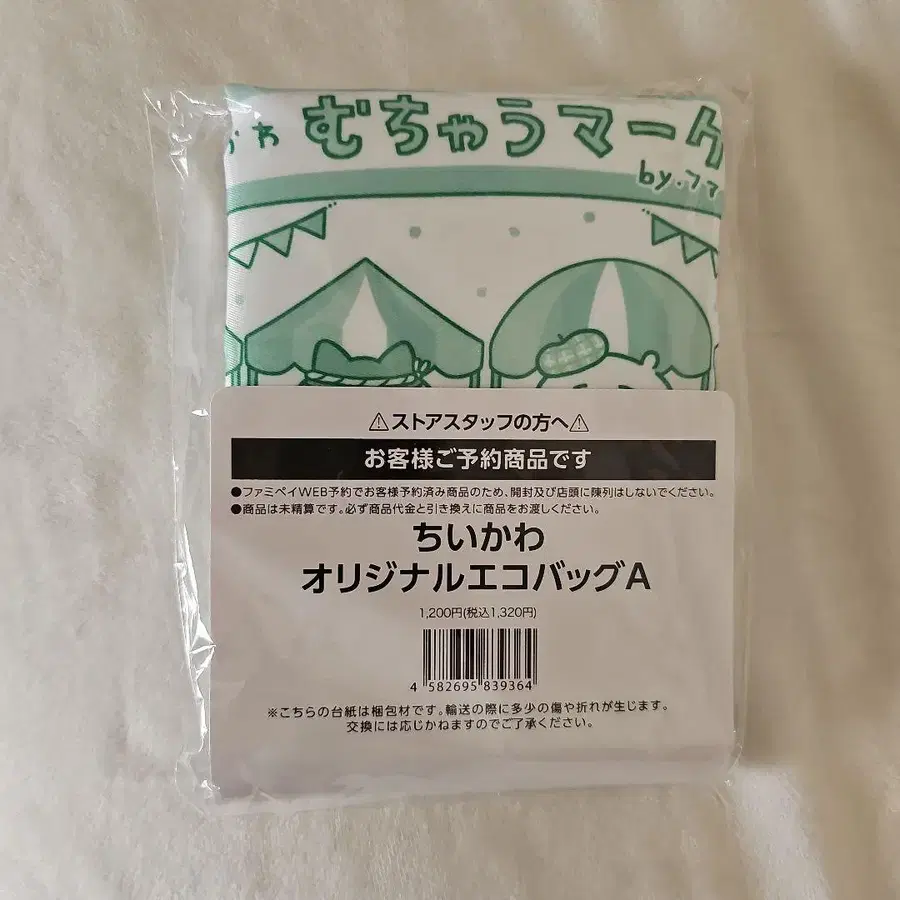 むちゃうマーケ
by.ファ
⚠ストアスタッフの方へ⚠
お客様ご予約商品です
●ファミペイWEB予約でお客様予約済み商品のため、開封及び店頭に陳列はしないでください。
●商品は未精算です。必ず商品代金と引き換えに商品をお渡しください。
ちいかわ
オリジナルエコバッグA
1,200円(税込1,320円)
4 582695 839364
※こちらの台紙は梱包材です。輸送の際に多少の傷や折れが生じます。
交換には応じかねますのでご了承ください。